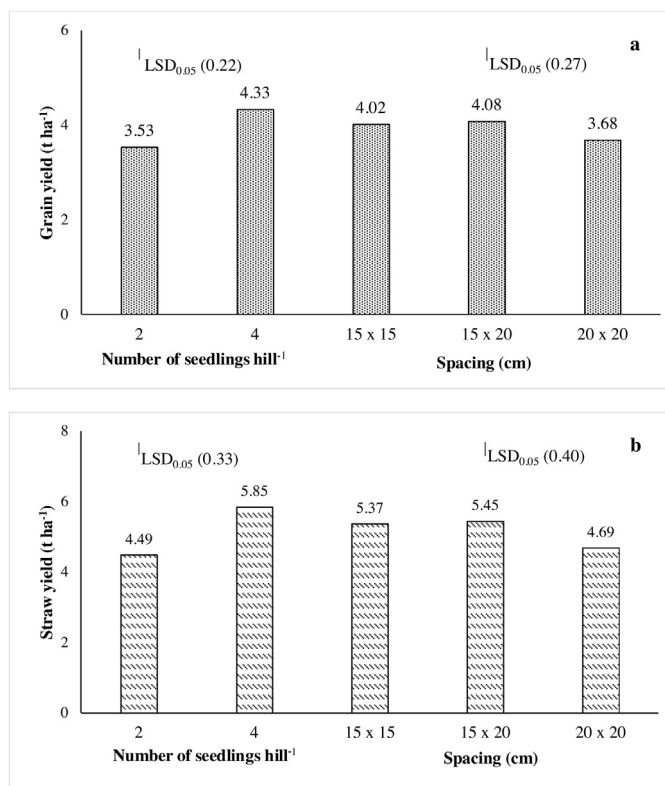 6
a
LSD0.05 (0.22)
LSD0.05 (0.27)
4.33
4.02
4.08
3.53
3.68
4
2
0
Grain yield (t ha-1)
2 4 15 x 15 15 x 20 20 x 20
Number of seedlings hill-1 Spacing (cm)
8
b
LSD0.05 (0.33)
LSD0.05 (0.40)
5.85
5.37
5.45
4.49
4.69
6
4
2
0
Straw yield (t ha-1)
2 4 15 x 15 15 x 20 20 x 20
Number of seedlings hill-1 Spacing (cm)